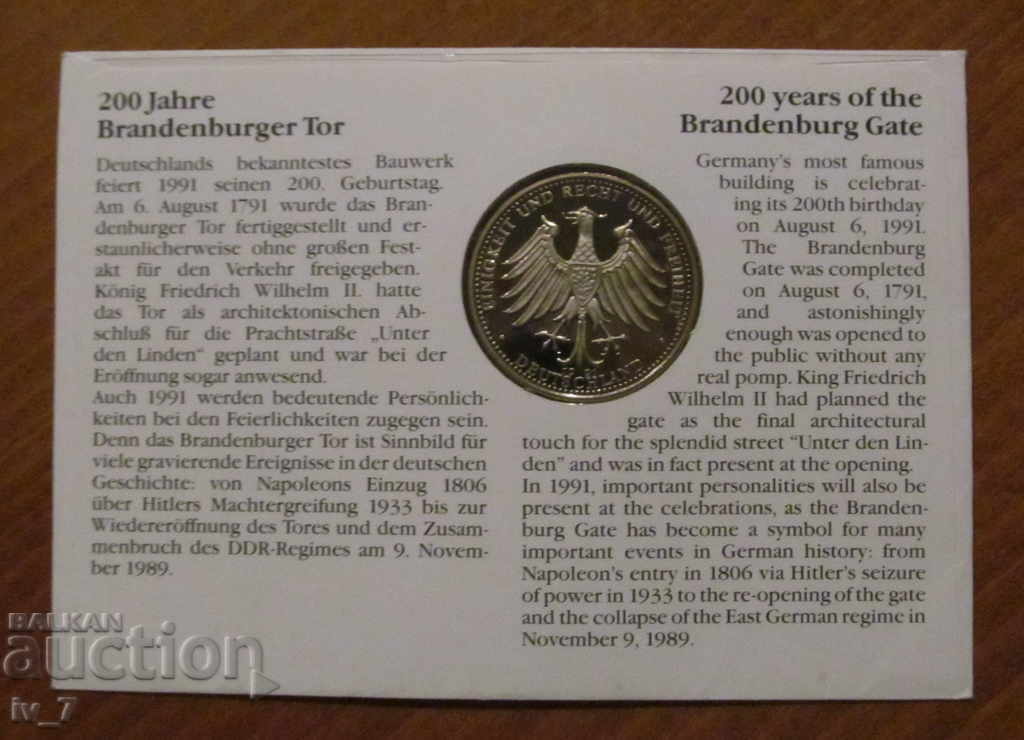 200 Jahre
Brandenburger Tor
Deutschlands bekanntestes Bauwerk
feiert 1991 seinen 200. Geburtstag.
Am 6. August 1791 wurde das Bran-
denburger Tor fertiggestellt und er-
staunlicherweise ohne großen Fest-
akt für den Verkehr freigegeben.
König Friedrich Wilhelm II. hatte
das Tor als architektonischen Ab-
schluß für die Prachtstraße „Unter
den Linden“ geplant und war bei der
Eröffnung sogar anwesend.
Auch 1991 werden bedeutende Persönlich-
keiten bei den Feierlichkeiten zugegen sein.
Denn das Brandenburger Tor ist Sinnbild für
viele gravierende Ereignisse in der deutschen
Geschichte: von Napoleons Einzug 1806
über Hitlers Machtergreifung 1933 bis zur
Wiedereröffnung des Tores und dem Zusam-
menbruch des DDR-Regimes am 9. Novem-
ber 1989.
EINIGKEIT UND RECHT UND FREIHEIT
DEUTSCHLAND
200 years of the
Brandenburg Gate
Germany's most famous
building is celebrat-
ing its 200th birthday
on August 6, 1991.
The Brandenburg
Gate was completed
on August 6, 1791,
and astonishingly
enough was opened to
the public without any
real pomp. King Friedrich
Wilhelm II had planned the
gate as the final architectural
touch for the splendid street “Unter den Lin-
den” and was in fact present at the opening.
In 1991, important personalities will also be
present at the celebrations, as the Branden-
burg Gate has become a symbol for many
important events in German history: from
Napoleon's entry in 1806 via Hitler's seizure
of power in 1933 to the re-opening of the gate
and the collapse of the East German regime in
November 9, 1989.
BALKAN
auction
iv_7